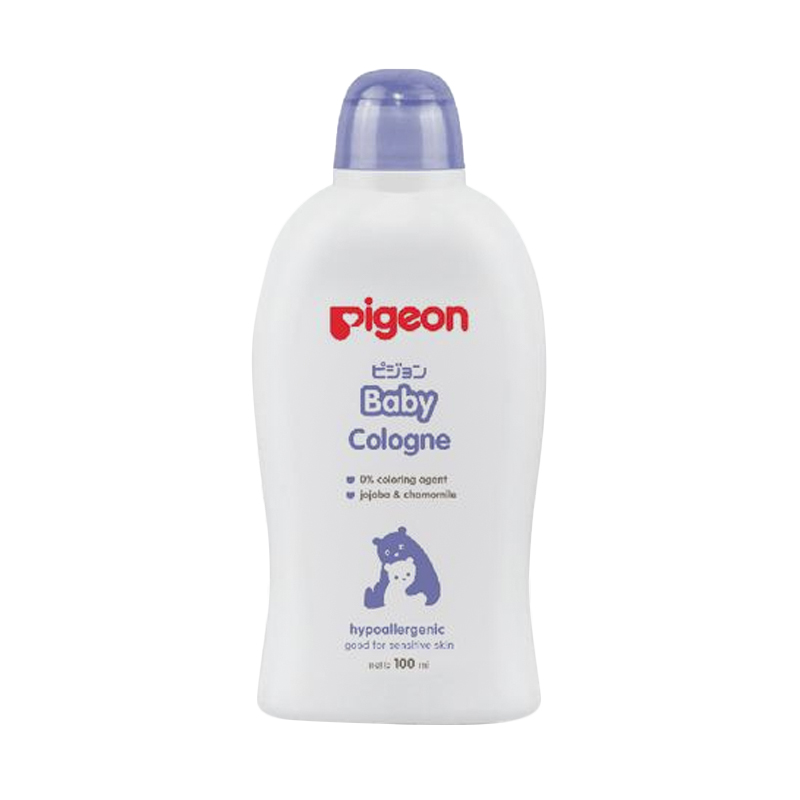 pigeon
ピジョン
Baby
Cologne
0% coloring agent
jojoba & chamomile
hypoallergenic
good for sensitive skin
netto 100 ml